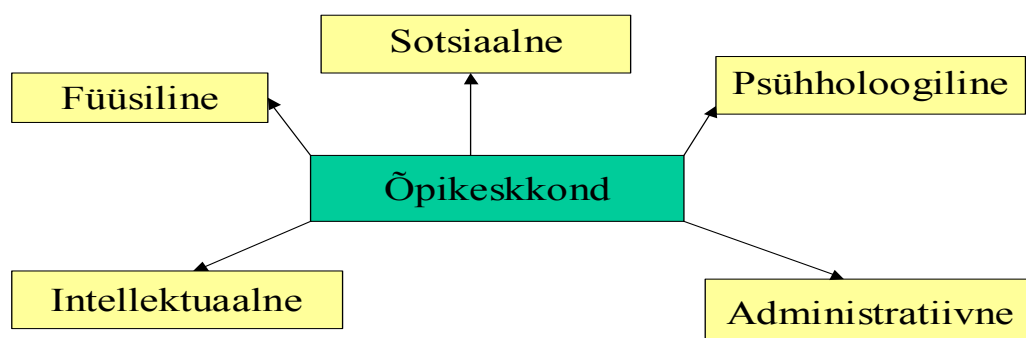 Sotsiaalne
Füüsiline
Psühholoogiline
Õpikeskkond
Intellektuaalne
Administratiivne